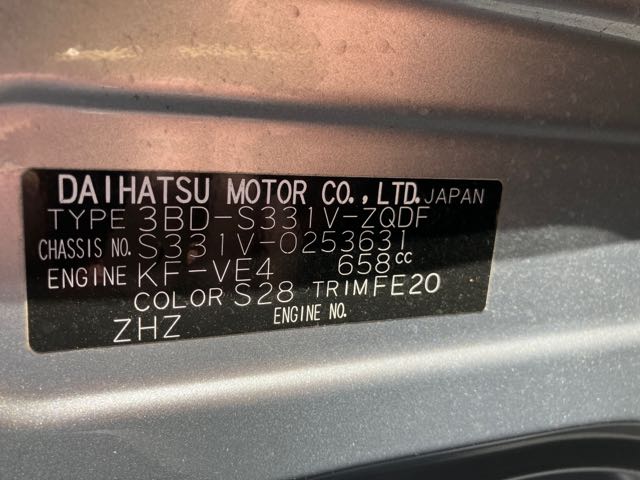 DAIHATSU MOTOR CO.,LTD. JAPAN
TYPE 3BD-S331V-ZQDF
CHASSIS NO. S331V-0253631
ENGINE KF-VE4 658cc
COLOR S28 TRIM FE20
ZHZ ENGINE NO.